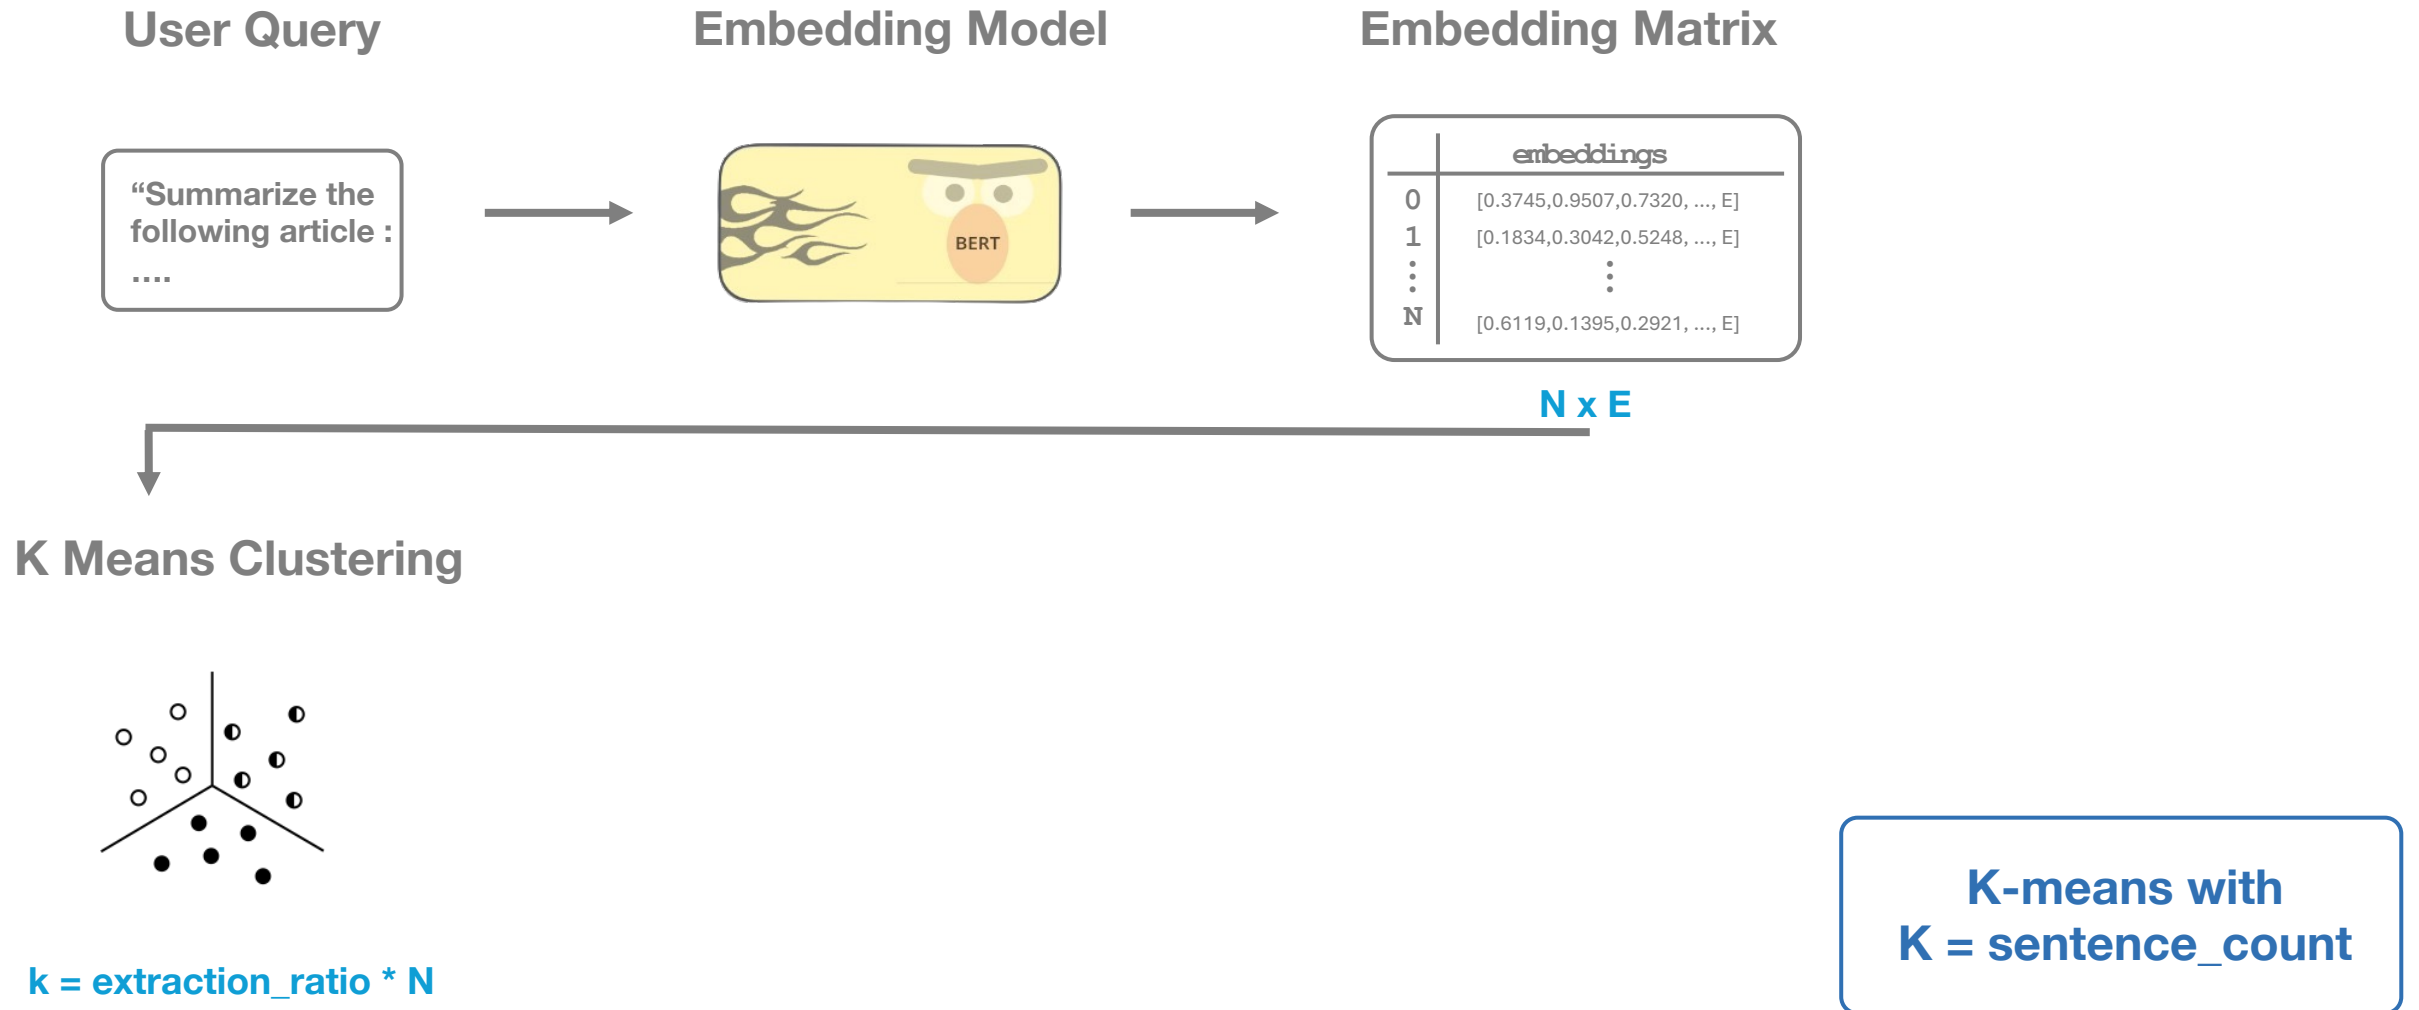 User Query
Embedding Model
Embedding Matrix
“Summarize the
following article :
....
BERT
embeddings
0 [0.3745,0.9507,0.7320, ..., E]
1 [0.1834,0.3042,0.5248, ..., E]
N [0.6119,0.1395,0.2921, ..., E]
N x E
K Means Clustering
k = extraction_ratio * N
K-means with
K = sentence_count